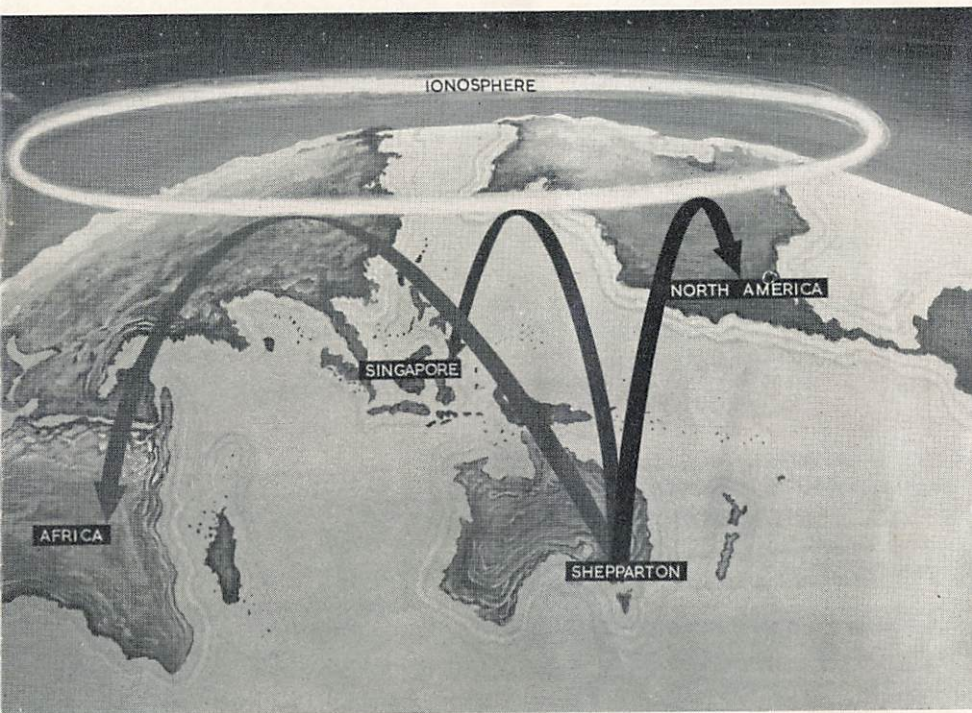 IONOSPHERE
NORTH AMERICA
SINGAPORE
AFRICA
SHEPPARTON